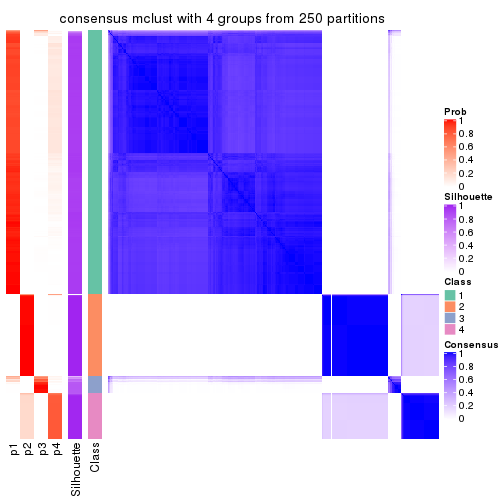 consensus mclust with 4 groups from 250 partitions
Prob
1
0.8
0.6
0.4
0.2
0
Silhouette
1
0.8
0.6
0.4
0.2
0
Class
1
2
3
4
Consensus
1
0.8
0.6
0.4
0.2
0
p1
p2
p3
p4
Silhouette
Class